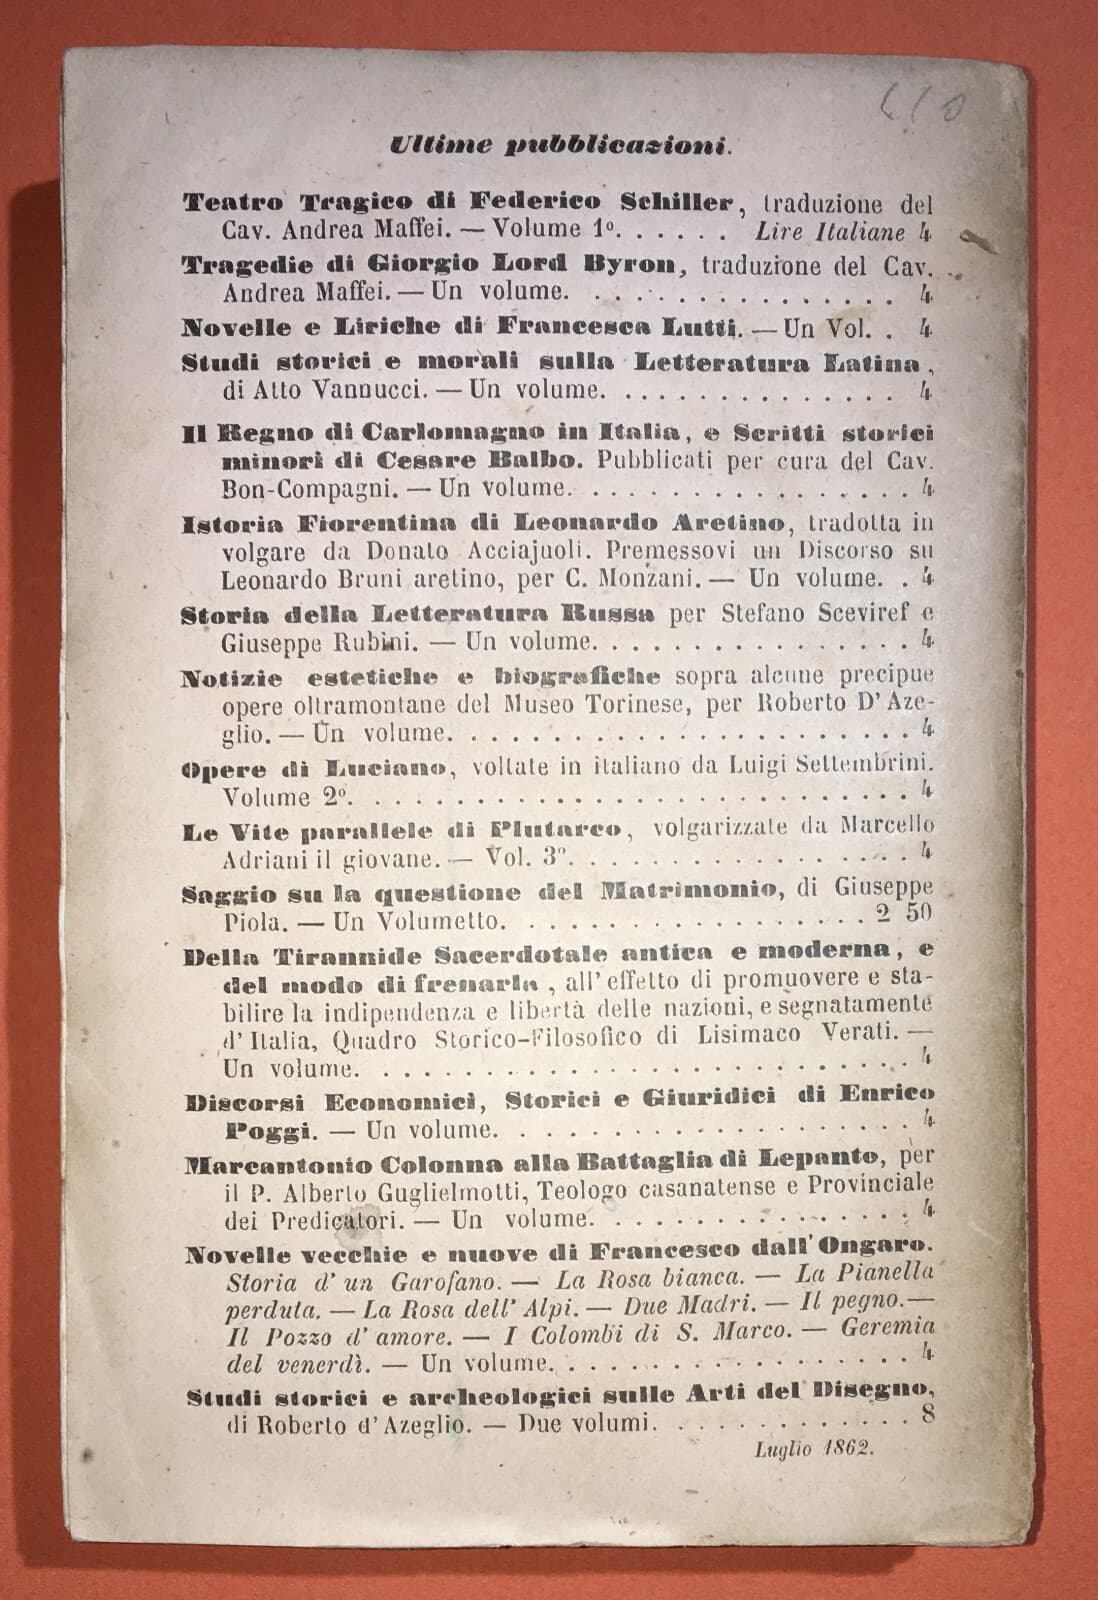 Ultime pubblicazioni.
Teatro Tragico di Federico Schiller, traduzione del
Cav. Andrea Maffei. — Volume 1º. . . . . . . Lire Italiane 4
Tragedie di Giorgio Lord Byron, traduzione del Cav.
Andrea Maffei. — Un volume. . . . . . . . . . . . . . . 4
Novelle e Liriche di Francesca Lutti. — Un Vol. . 4
Studi storici e morali sulla Letteratura Latina,
di Atto Vannucci. — Un volume. . . . . . . . . . . . . . . 4
Il Regno di Carlomagno in Italia, e Scritti storici
minori di Cesare Balbo. Pubblicati per cura del Cav.
Bon-Compagni. — Un volume. . . . . . . . . . . . . . . . . 4
Istoria Fiorentina di Leonardo Aretino, tradotta in
volgare da Donato Acciajuoli. Premessovi un Discorso su
Leonardo Bruni aretino, per C. Monzani. — Un volume. . 4
Storia della Letteratura Russa per Stefano Sceviref e
Giuseppe Rubini. — Un volume. . . . . . . . . . . . . . . . 4
Notizie estetiche e biografiche sopra alcune precipue
opere oltramontane del Museo Torinese, per Roberto D' Aze-
glio. — Un volume. . . . . . . . . . . . . . . . . . . . . . . 4
Opere di Luciano, voltate in italiano da Luigi Settembrini.
Volume 2º. . . . . . . . . . . . . . . . . . . . . . . . . . . . 4
Le Vite parallele di Plutarco, volgarizzate da Marcello
Adriani il giovane. — Vol. 3º. . . . . . . . . . . . . . . . . 4
Saggio su la questione del Matrimonio, di Giuseppe
Piola. — Un Volumetto. . . . . . . . . . . . . . . . . 2 50
Della Tirannide Sacerdotale antica e moderna, e
del modo di frenarla, all' effetto di promuovere e sta-
bilire la indipendenza e libertà delle nazioni, e segnatamente
d' Italia, Quadro Storico-Filosofico di Lisimaco Verati. —
Un volume. . . . . . . . . . . . . . . . . . . . . . . . . . . . 4
Discorsi Economici, Storici e Giuridici di Enrico
Poggi. — Un volume. . . . . . . . . . . . . . . . . . . . . 4
Marcantonio Colonna alla Battaglia di Lepanto, per
il P. Alberto Guglielmotti, Teologo casanatense e Provinciale
dei Predicatori. — Un volume. . . . . . . . . . . . . . . . 4
Novelle vecchie e nuove di Francesco dall' Ongaro.
Storia d' un Garofano. — La Rosa bianca. — La Pianella
perduta. — La Rosa dell' Alpi. — Due Madri. — Il pegno. —
Il Pozzo d' amore. — I Colombi di S. Marco. — Geremia
del venerdì. — Un volume. . . . . . . . . . . . . . . . . . 4
Studi storici e archeologici sulle Arti del Disegno,
di Roberto d' Azeglio. — Due volumi. . . . . . . . . . . . 8
Luglio 1862.